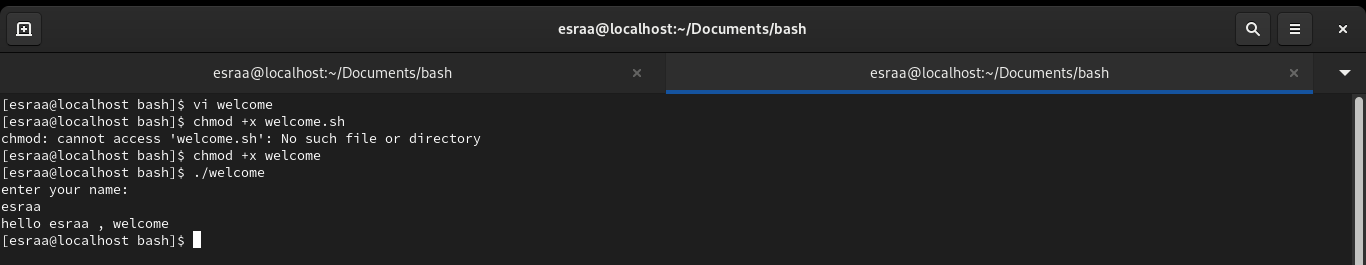 esraa@localhost:~/Documents/bash
esraa@localhost:~/Documents/bash
esraa@localhost:~/Documents/bash
[esraa@localhost bash]$ vi welcome
[esraa@localhost bash]$ chmod +x welcome.sh
chmod: cannot access 'welcome.sh': No such file or directory
[esraa@localhost bash]$ chmod +x welcome
[esraa@localhost bash]$ ./welcome
enter your name:
esraa
hello esraa , welcome
[esraa@localhost bash]$